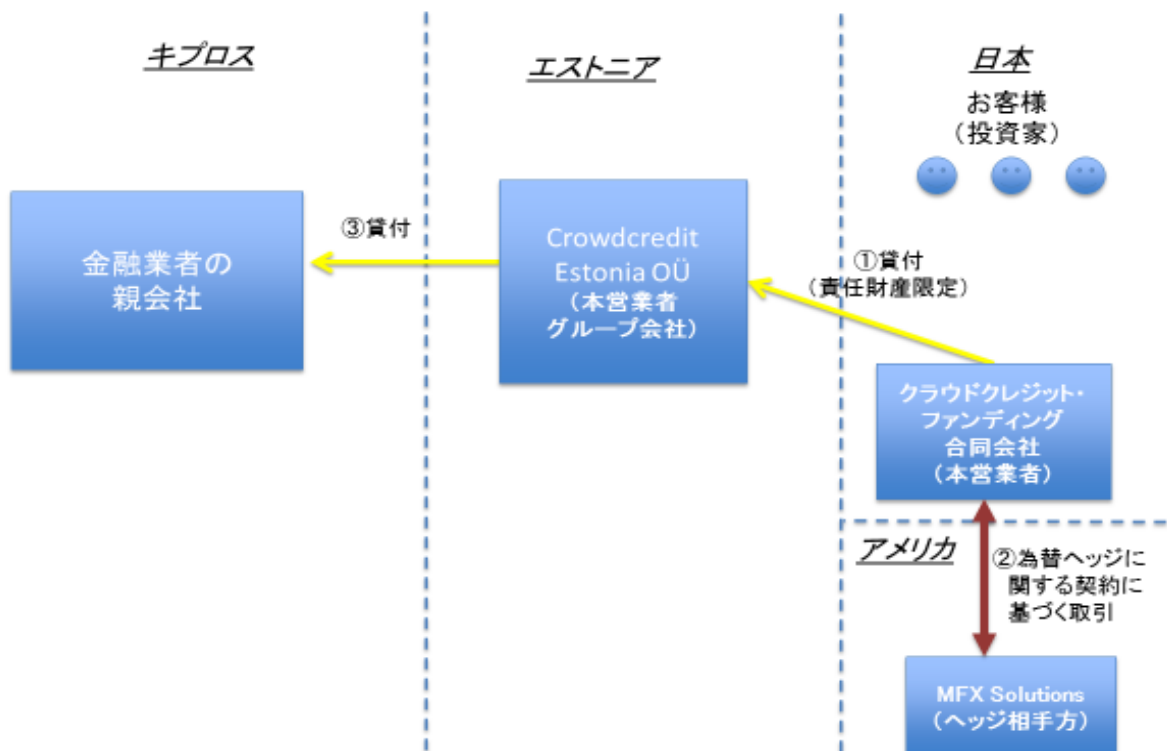 キプロス
エストニア
日本
お客様
（投資家）
金融業者の
親会社
③貸付
Crowdcredit
Estonia OÜ
（本営業者
グループ会社）
①貸付
（責任財産限定）
クラウドクレジット・
ファンディング
合同会社
（本営業者）
アメリカ
②為替ヘッジに
関する契約に
基づく取引
MFX Solutions
（ヘッジ相手方）